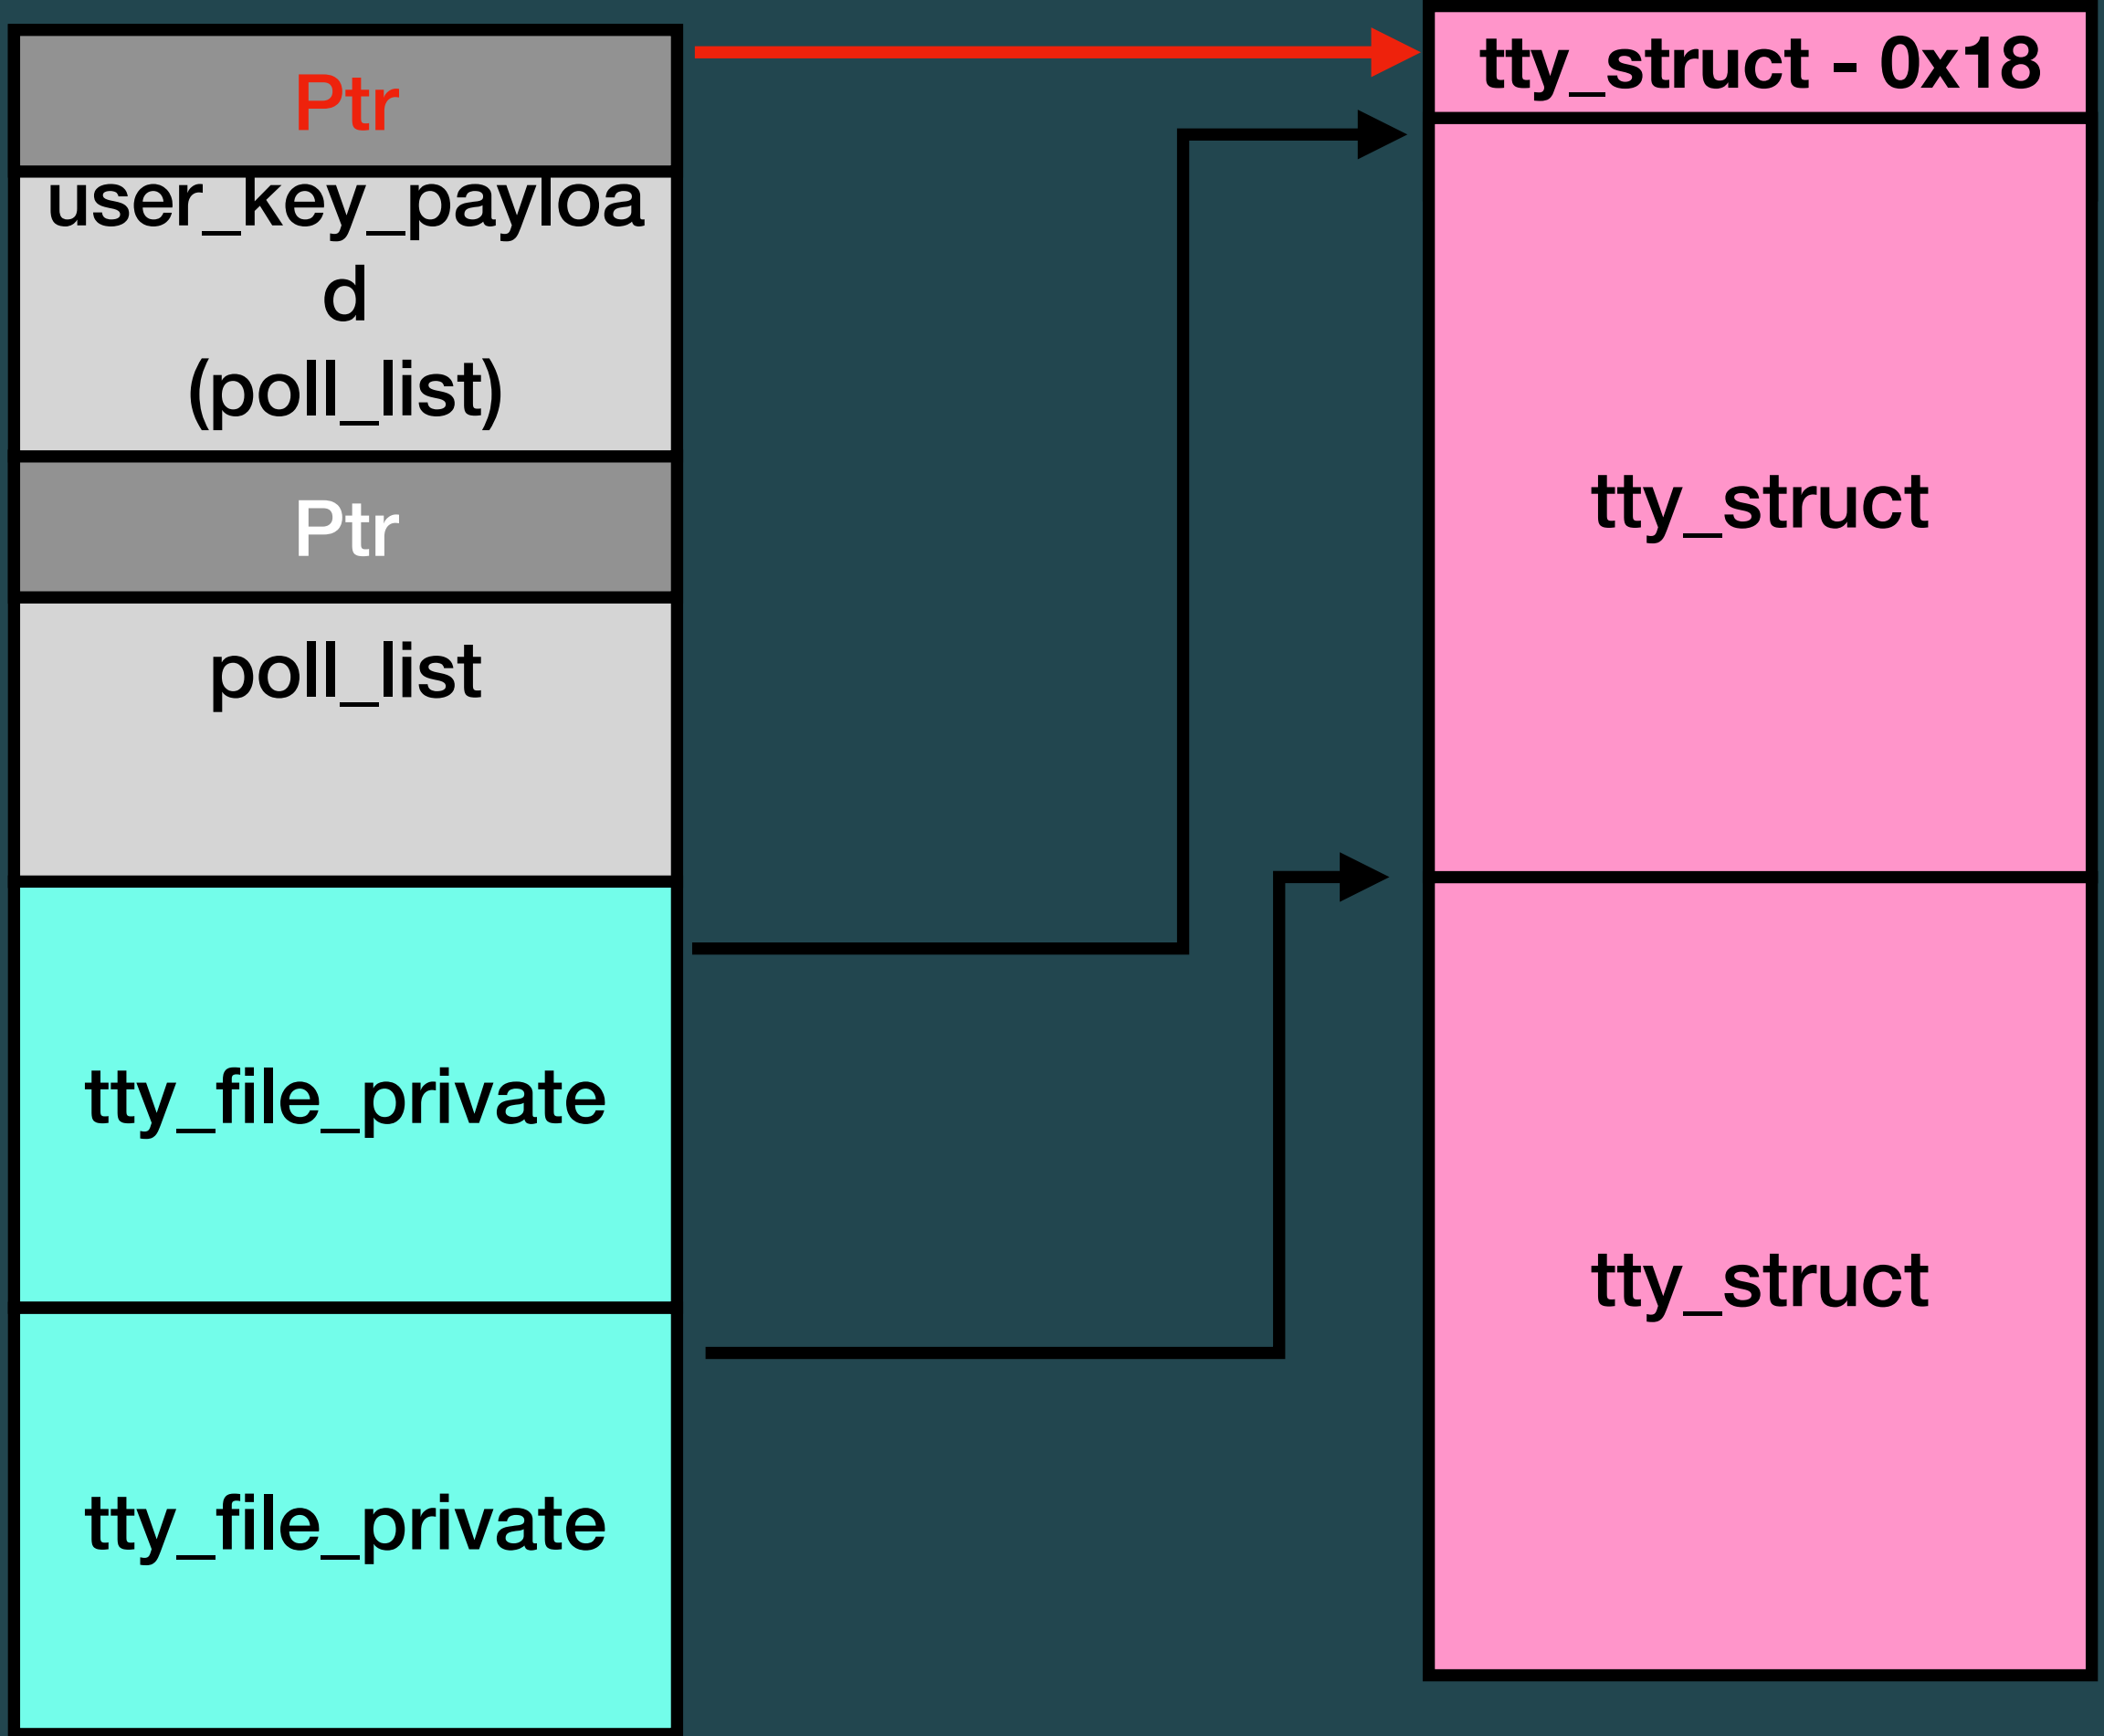 Ptr
user_key_payloa
d
(poll_list)
Ptr
poll_list
tty_file_private
tty_file_private
tty_struct - 0x18
tty_struct
tty_struct